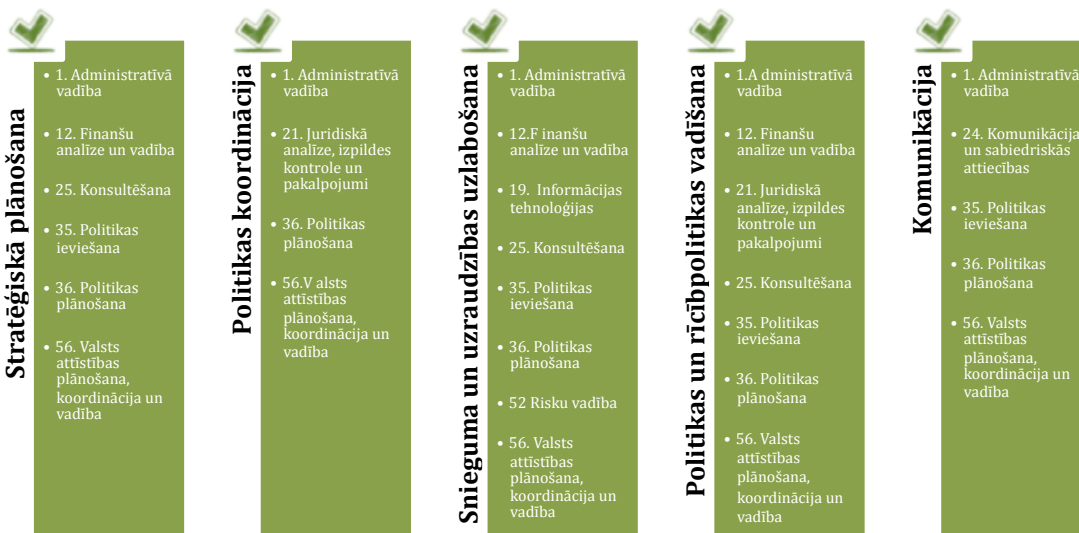 Stratēģiskā plānošana
• 1. Administratīvā
vadība
• 12. Finanšu
analīze un vadība
• 25. Konsultēšana
• 35. Politikas
ieviešana
• 36. Politikas
plānošana
• 56. Valsts
attīstības
plānošana,
koordinācija un
vadība
Politikas koordinācija
• 1. Administratīvā
vadība
• 21. Juridiskā
analīze, izpildes
kontrole un
pakalpojumi
• 36. Politikas
plānošana
• 56.V alsts
attīstības
plānošana,
koordinācija un
vadība
Snieguma un uzraudzības uzlabošana
• 1. Administratīvā
vadība
• 12.F inanšu
analīze un vadība
• 19. Informācijas
tehnoloģijas
• 25. Konsultēšana
• 35. Politikas
ieviešana
• 36. Politikas
plānošana
• 52 Risku vadība
• 56. Valsts
attīstības
plānošana,
koordinācija un
vadība
Politikas un rīcībpolitikas vadīšana
• 1.A dministratīvā
vadība
• 12. Finanšu
analīze un vadība
• 21. Juridiskā
analīze, izpildes
kontrole un
pakalpojumi
• 25. Konsultēšana
• 35. Politikas
ieviešana
• 36. Politikas
plānošana
• 56. Valsts
attīstības
plānošana,
koordinācija un
vadība
Komunikācija
• 1. Administratīvā
vadība
• 24. Komunikācija
un sabiedriskās
attiecības
• 35. Politikas
ieviešana
• 36. Politikas
plānošana
• 56. Valsts
attīstības
plānošana,
koordinācija un
vadība